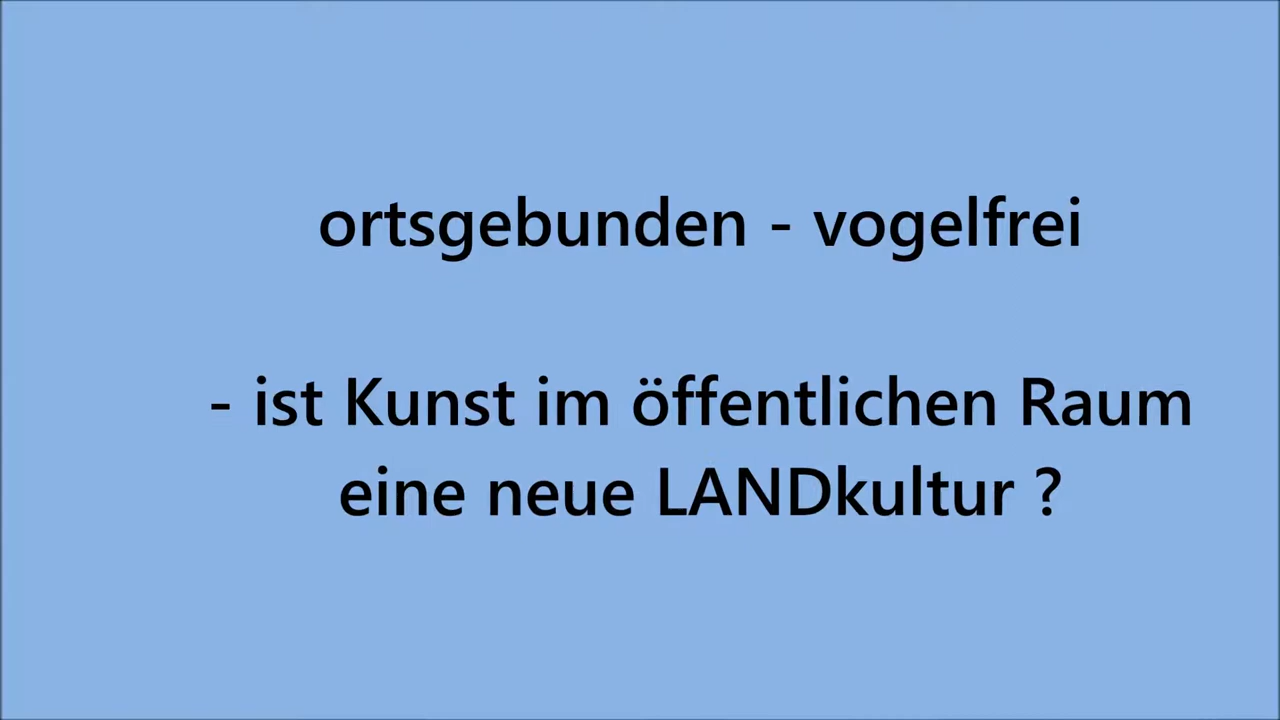 ortsgebunden - vogelfrei
- ist Kunst im öffentlichen Raum
eine neue LANDkultur ?